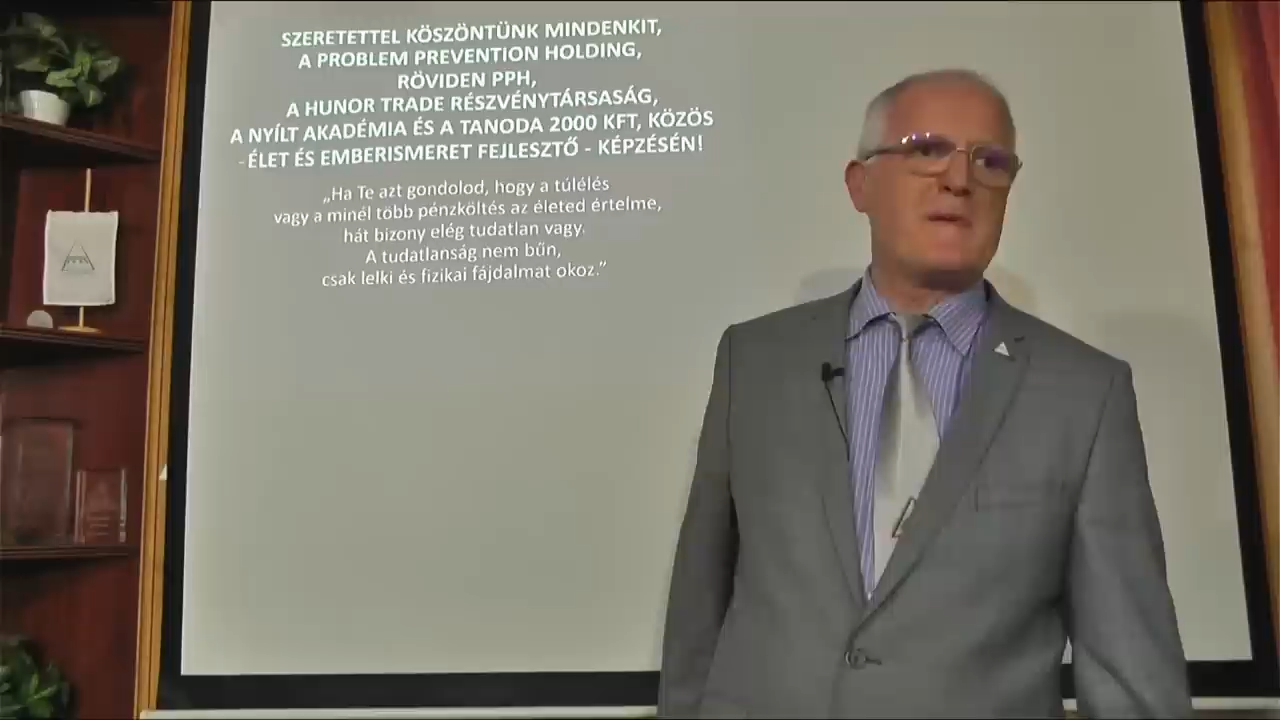 SZERETETTEL KÖSZÖNTÜNK MINDENKIT,
A PROBLEM PREVENTION HOLDING,
RÖVIDEN PPH,
A HUNOR TRADE RÉSZVÉNYTÁRSASÁG,
A NYÍLT AKADÉMIA ÉS A TANODA 2000 KFT, KÖZÖS
- ÉLET ÉS EMBERISMERET FEJLESZTŐ - KÉPZÉSÉN!
„Ha Te azt gondolod, hogy a túlélés
vagy a minél több pénzköltés az életed értelme,
hát bizony elég tudatlan vagy.
A tudatlanság nem bűn,
csak lelki és fizikai fájdalmat okoz.”